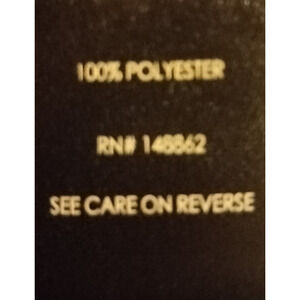 100% POLYESTER
RN# 148862
SEE CARE ON REVERSE